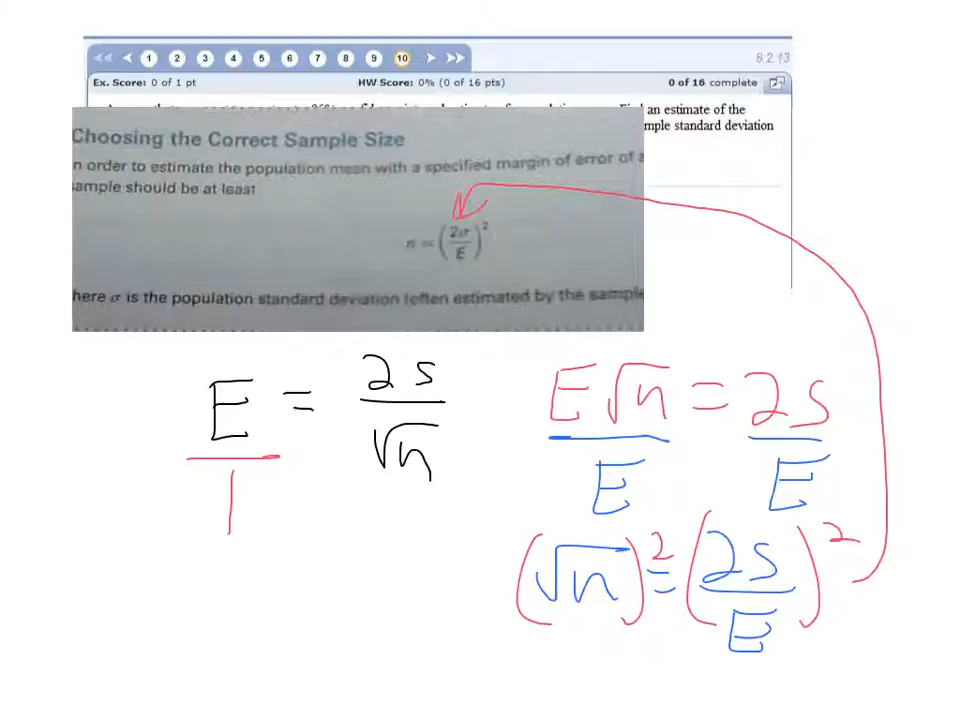 1 2 3 4 5 6 7 8 9 10 8.2.13
Ex. Score: 0 of 1 pt HW Score: 0% (0 of 16 pts) 0 of 16 complete
an estimate of the
mple standard deviation
Choosing the Correct Sample Size
n order to estimate the population mean with a specified margin of error of
ample should be at least
n = (2σ/E)²
here σ is the population standard deviation (often estimated by the sample
E/1 = 2s/√n
E√n/E = 2s/E
(√n)² = (2s/E)²